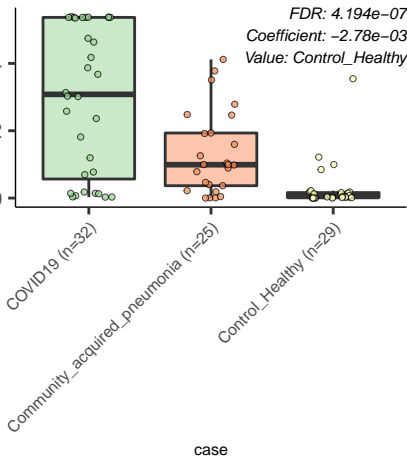 FDR: 4.194e−07
Coefficient: −2.78e−03
Value: Control_Healthy
COVID19 (n=32)
Community_acquired_pneumonia (n=25)
Control_Healthy (n=29)
case